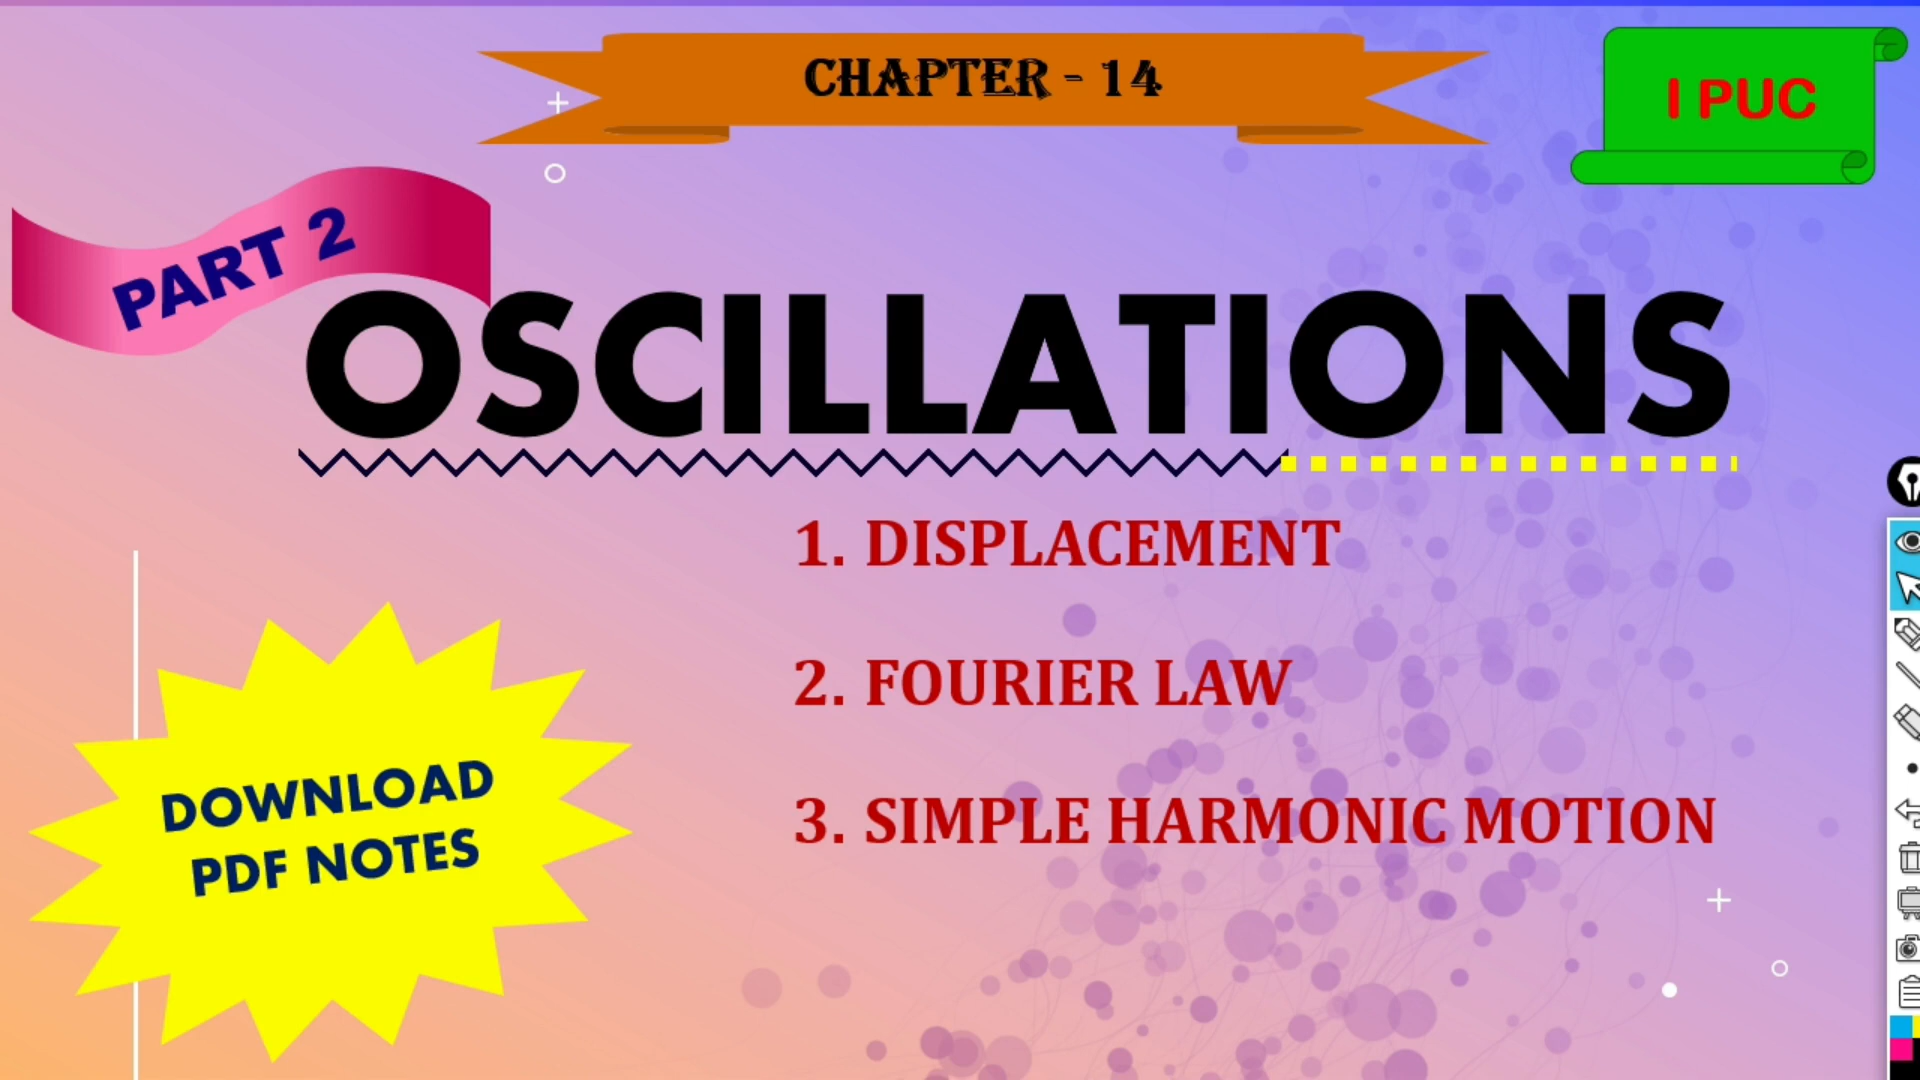 CHAPTER - 14
I PUC
PART 2
OSCILLATIONS
1. DISPLACEMENT
2. FOURIER LAW
3. SIMPLE HARMONIC MOTION
DOWNLOAD
PDF NOTES